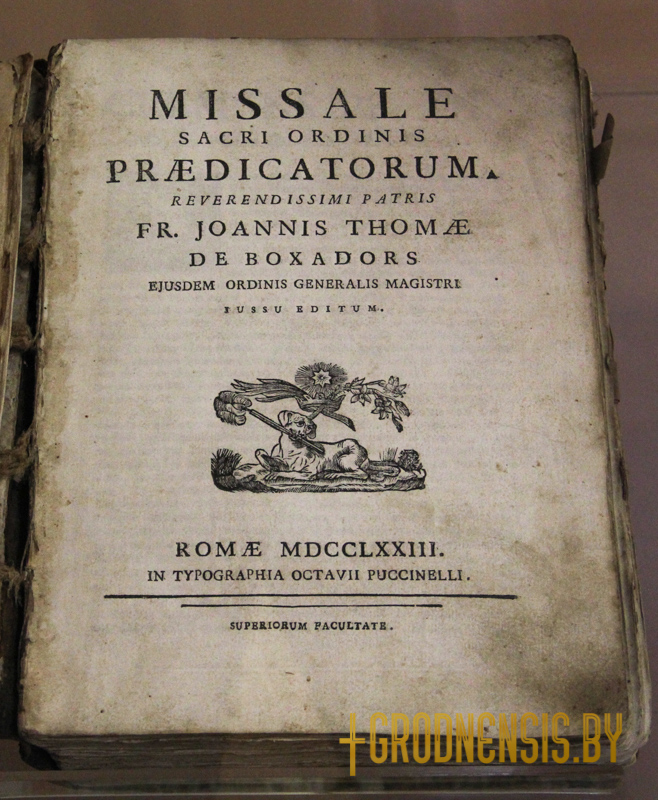 MISSALE
SACRI ORDINIS
PRÆDICATORUM.
REVERENDISSIMI PATRIS
FR. JOANNIS THOMÆ
DE BOXADORS
EJUSDEM ORDINIS GENERALIS MAGISTRI
JUSSU EDITUM.
ROMÆ MDCCLXXIII.
IN TYPOGRAPHIA OCTAVII PUCCINELLI.
SUPERIORUM FACULTATE.
GRODNENSIS.BY